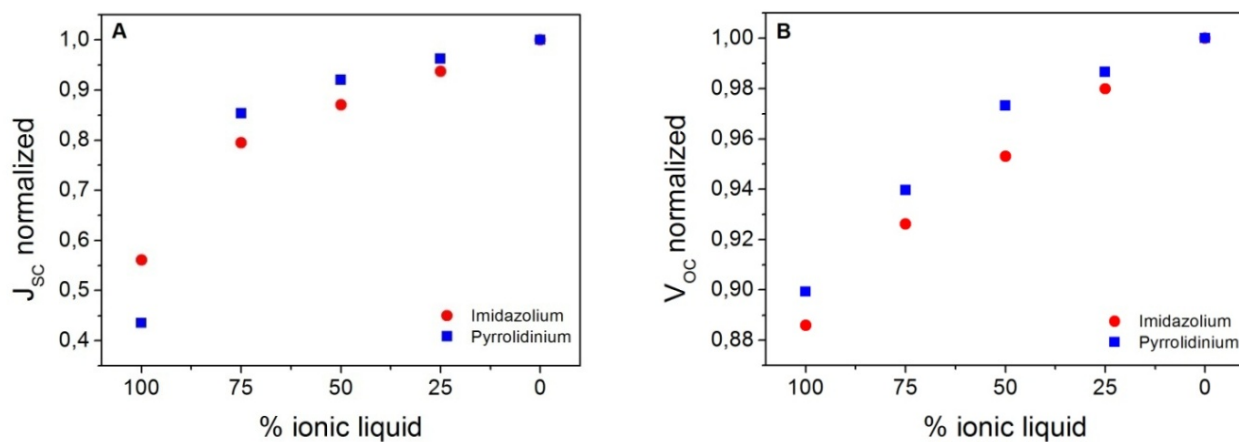 A
1,0
0,9
0,8
0,7
0,6
0,5
0,4
J_SC normalized
Imidazolium
Pyrrolidinium
100 75 50 25 0
% ionic liquid
B
1,00
0,98
0,96
0,94
0,92
0,90
0,88
V_OC normalized
Imidazolium
Pyrrolidinium
100 75 50 25 0
% ionic liquid